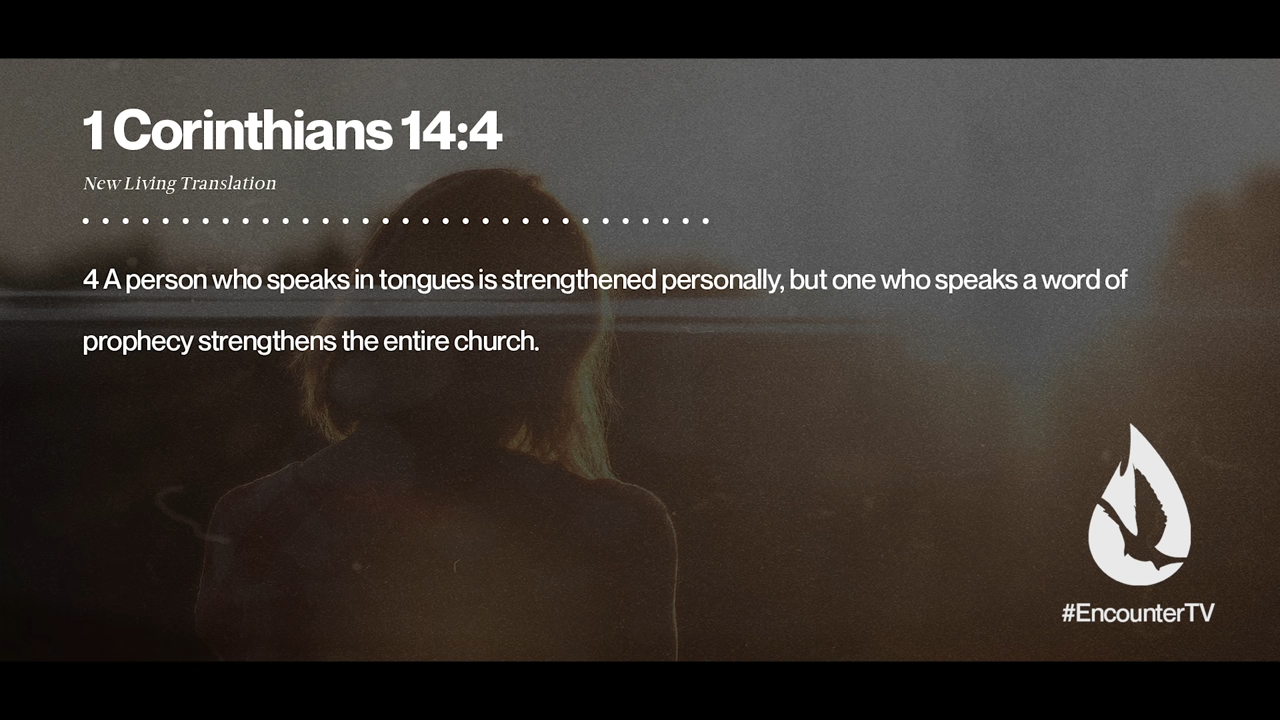 1 Corinthians 14:4
New Living Translation
4 A person who speaks in tongues is strengthened personally, but one who speaks a word of
prophecy strengthens the entire church.
#EncounterTV